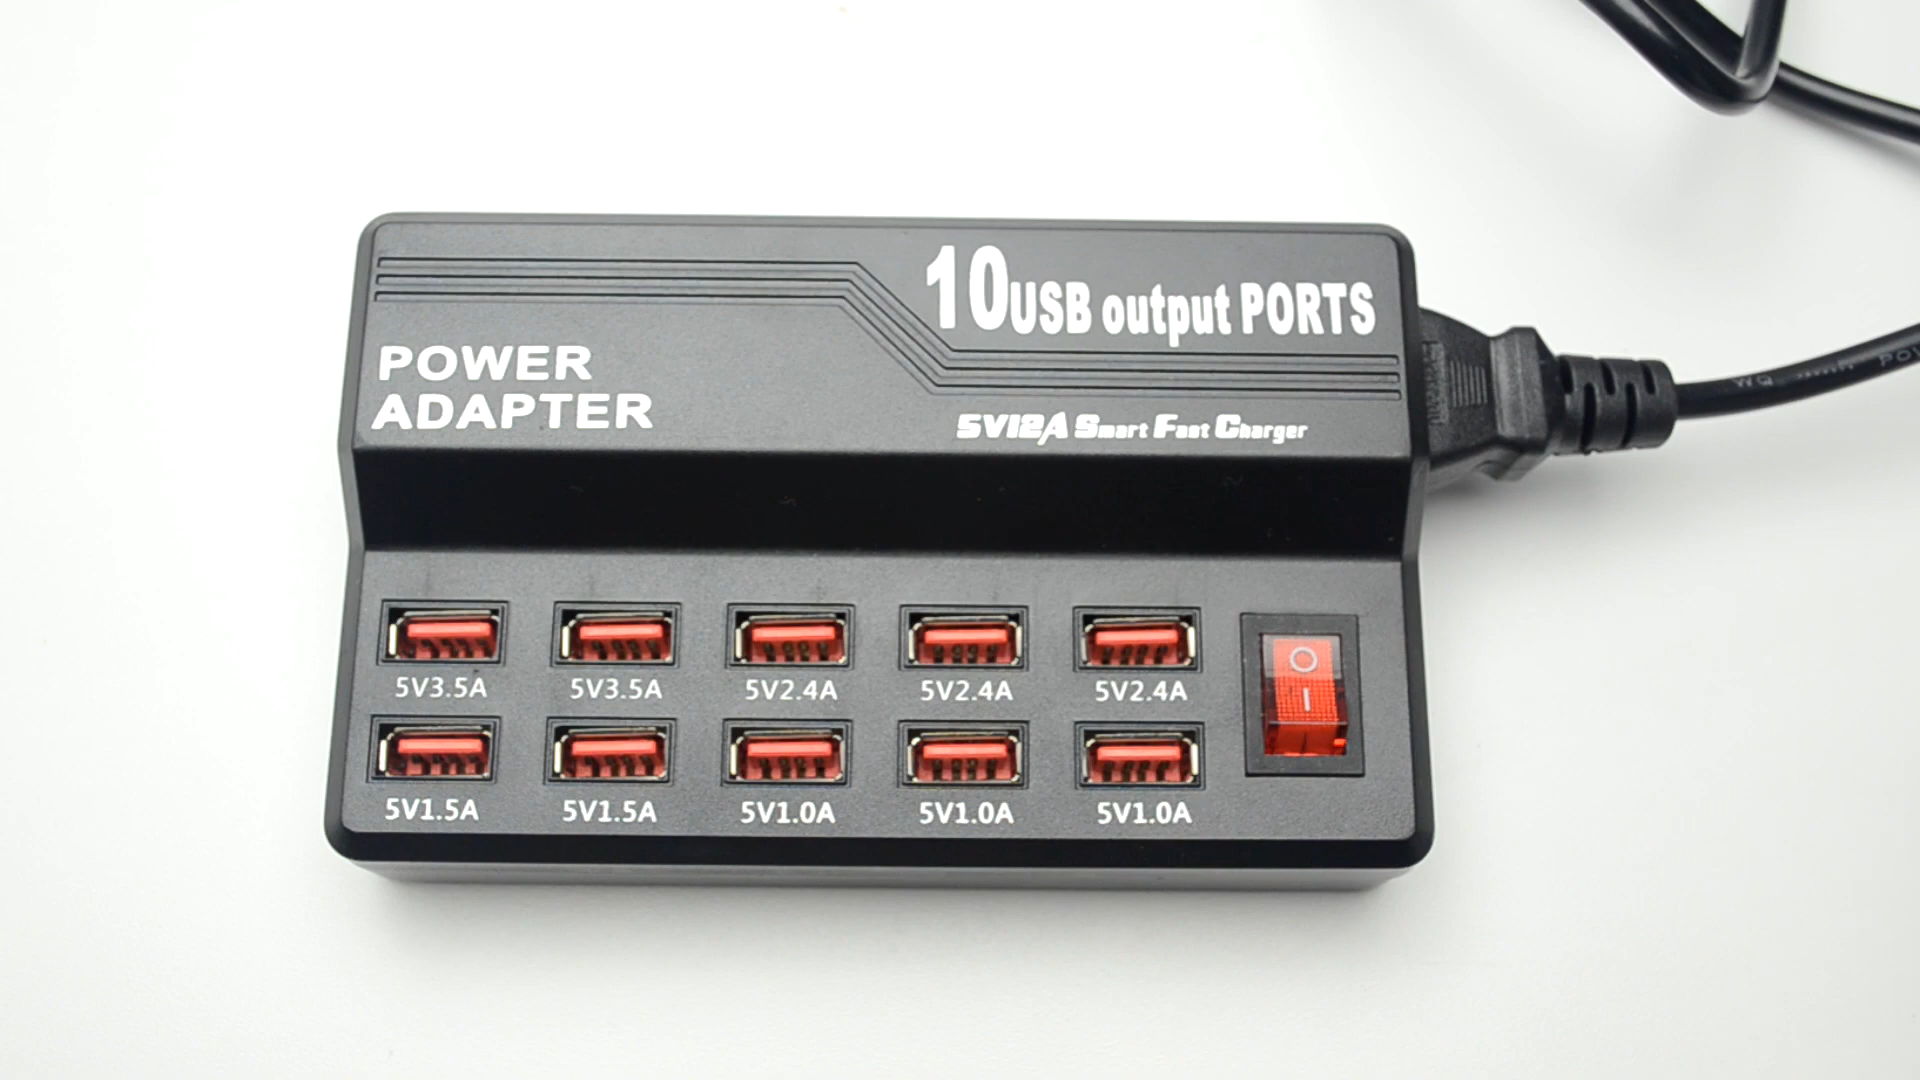 10USB output PORTS
POWER
ADAPTER
5V12A Smart Fast Charger
5V3.5A 5V3.5A 5V2.4A 5V2.4A 5V2.4A
5V1.5A 5V1.5A 5V1.0A 5V1.0A 5V1.0A
WQ